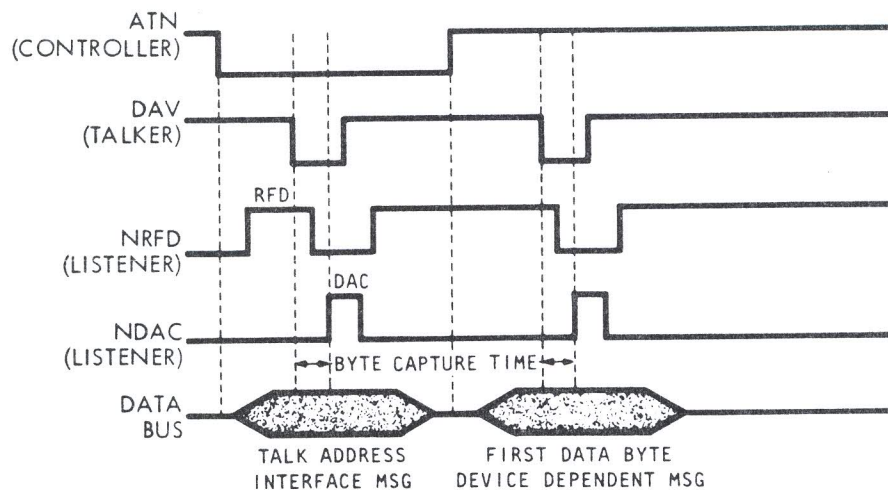 ATN
(CONTROLLER)
DAV
(TALKER)
RFD
NRFD
(LISTENER)
DAC
NDAC
(LISTENER)
BYTE CAPTURE TIME
DATA
BUS
TALK ADDRESS
INTERFACE MSG
FIRST DATA BYTE
DEVICE DEPENDENT MSG